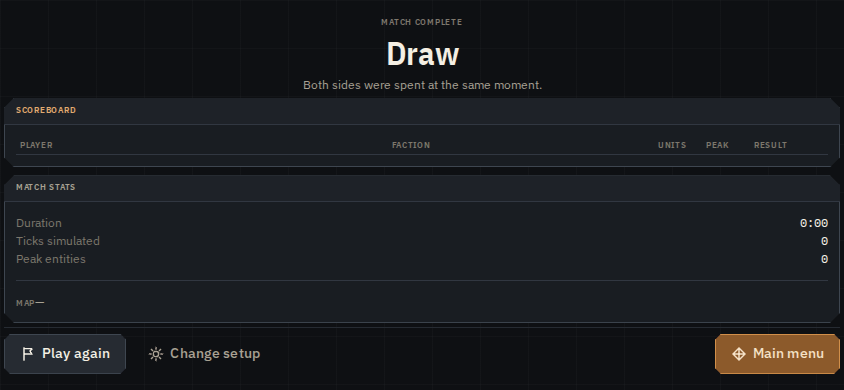 MATCH COMPLETE
Draw
Both sides were spent at the same moment.
SCOREBOARD
PLAYER FACTION UNITS PEAK RESULT
MATCH STATS
Duration 0:00
Ticks simulated 0
Peak entities 0
MAP—
Play again Change setup Main menu